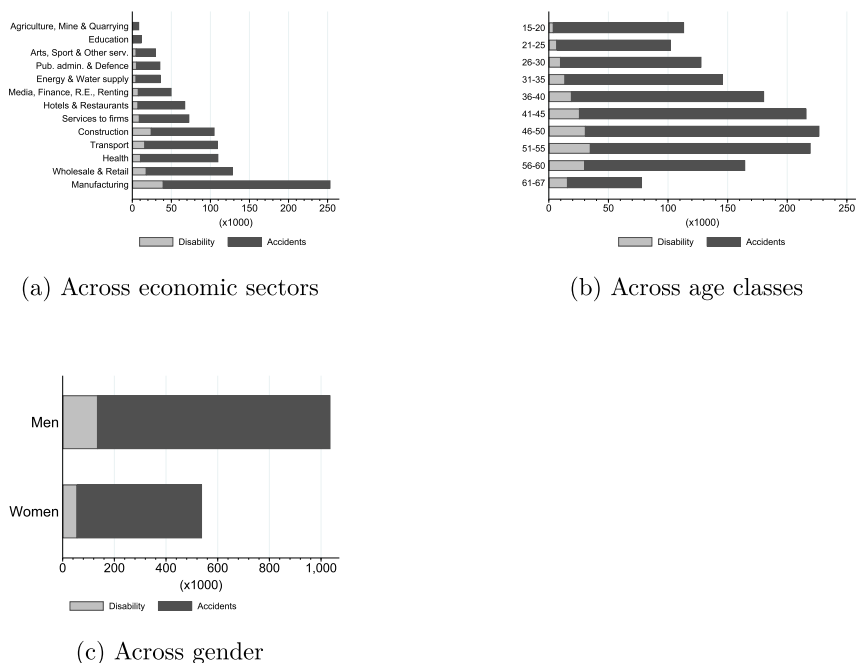 Agriculture, Mine & Quarrying
Education
Arts, Sport & Other serv.
Pub. admin. & Defence
Energy & Water supply
Media, Finance, R.E., Renting
Hotels & Restaurants
Services to firms
Construction
Transport
Health
Wholesale & Retail
Manufacturing
0 50 100 150 200 250
(x1000)
Disability Accidents
(a) Across economic sectors
15-20
21-25
26-30
31-35
36-40
41-45
46-50
51-55
56-60
61-67
0 50 100 150 200 250
(x1000)
Disability Accidents
(b) Across age classes
Men
Women
0 200 400 600 800 1,000
(x1000)
Disability Accidents
(c) Across gender